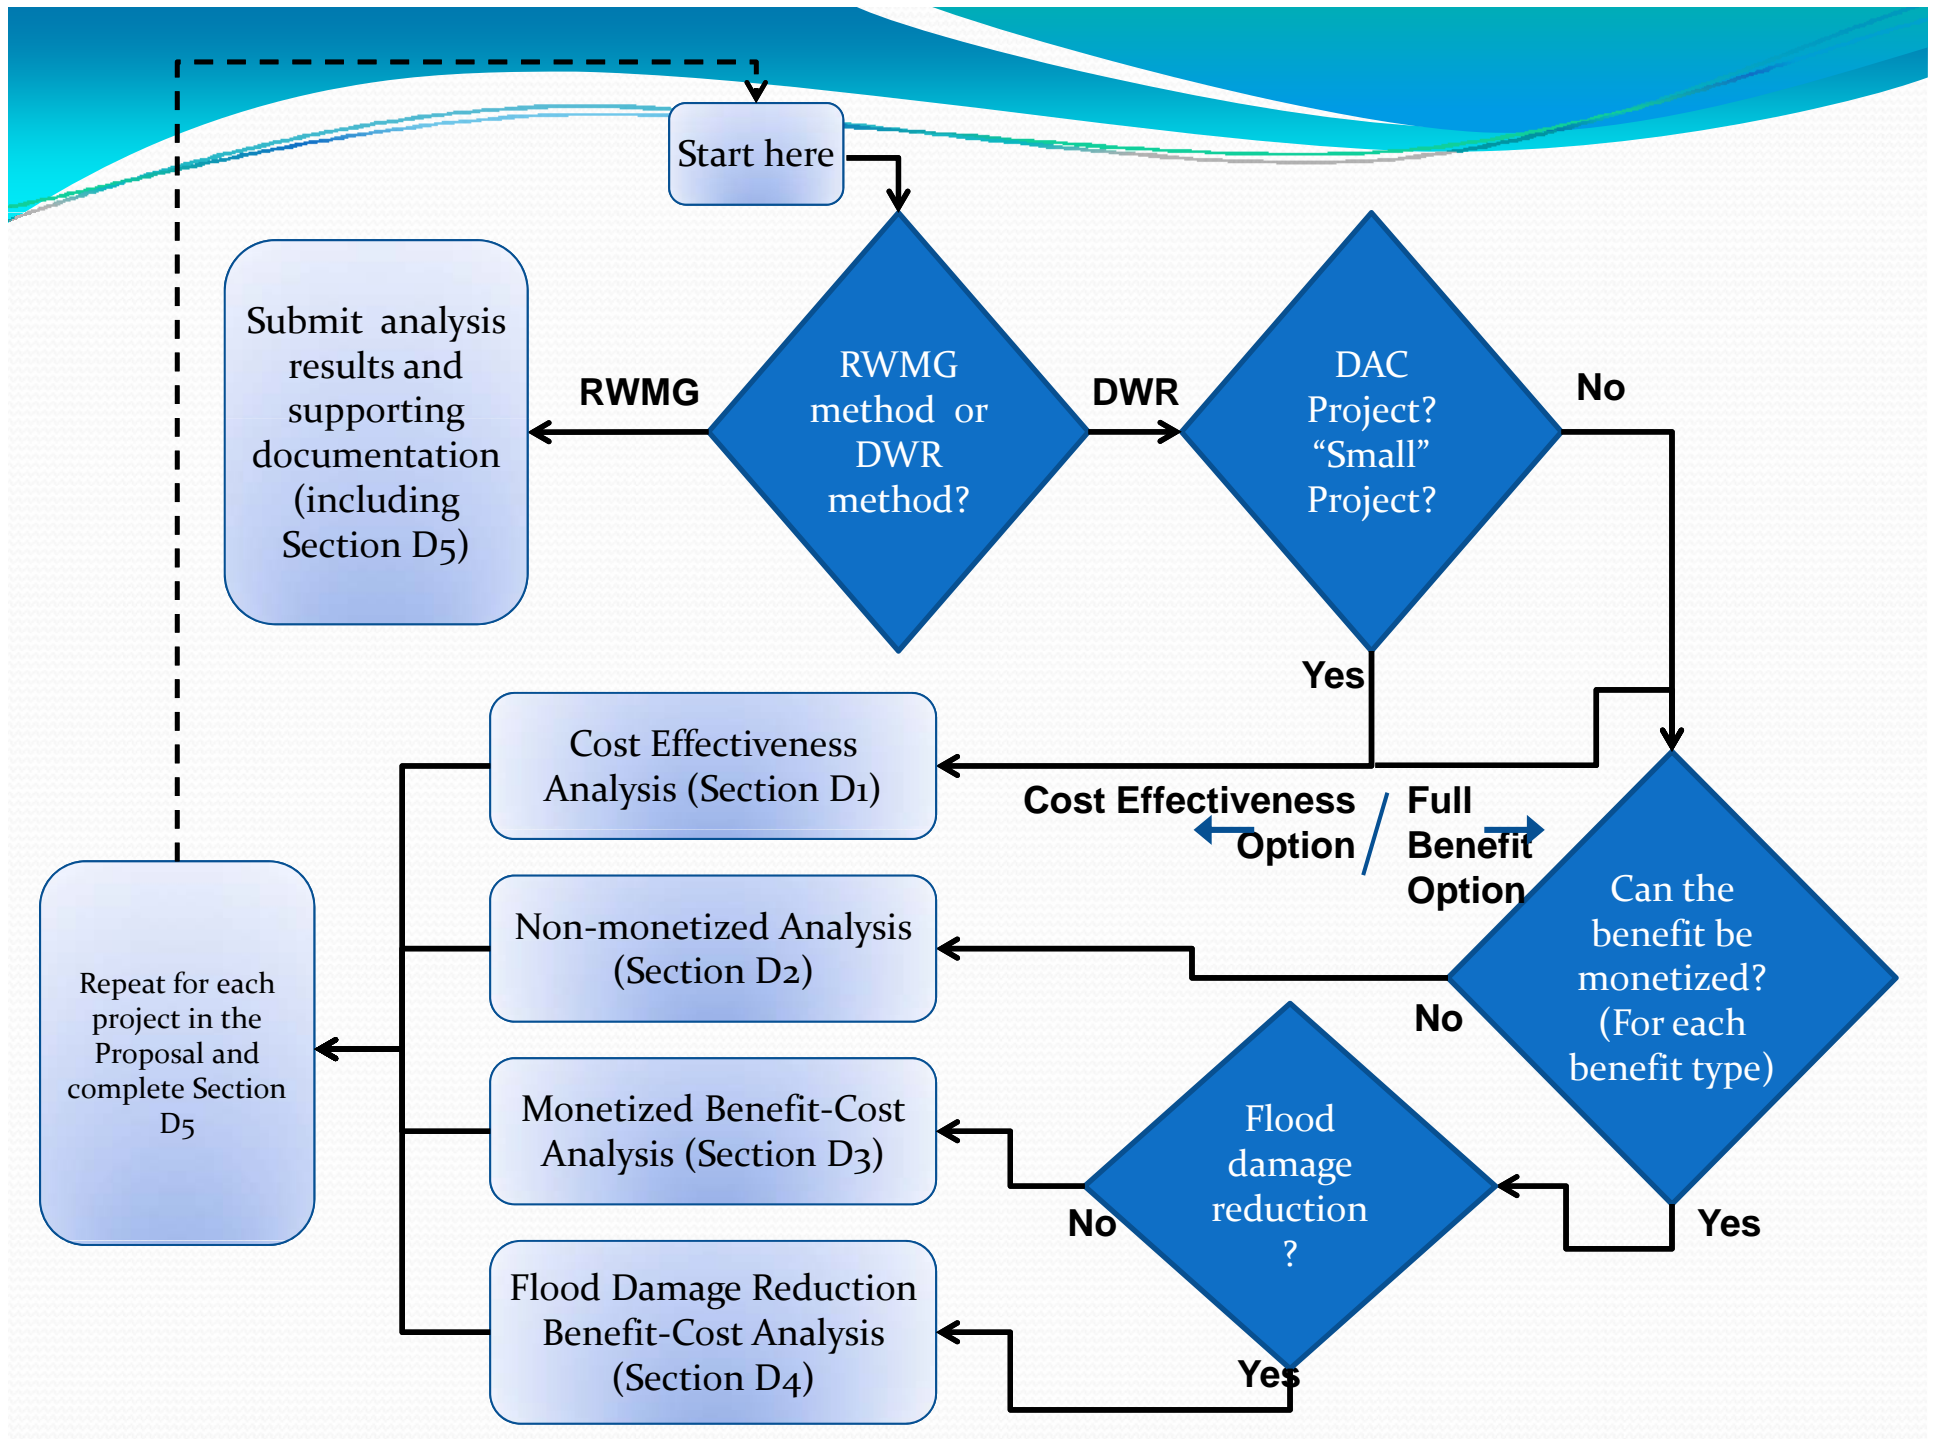 Start here
Submit analysis
results and
supporting
documentation
(including
Section D5)
RWMG
RWMG
method or
DWR
method?
DWR
DAC
Project?
“Small”
Project?
No
Yes
Cost Effectiveness
Analysis (Section D1)
Cost Effectiveness
Option
Full
Benefit
Option
Non-monetized Analysis
(Section D2)
Can the
benefit be
monetized?
(For each
benefit type)
No
Yes
Repeat for each
project in the
Proposal and
complete Section
D5
Monetized Benefit-Cost
Analysis (Section D3)
Flood
damage
reduction
?
No
Yes
Flood Damage Reduction
Benefit-Cost Analysis
(Section D4)